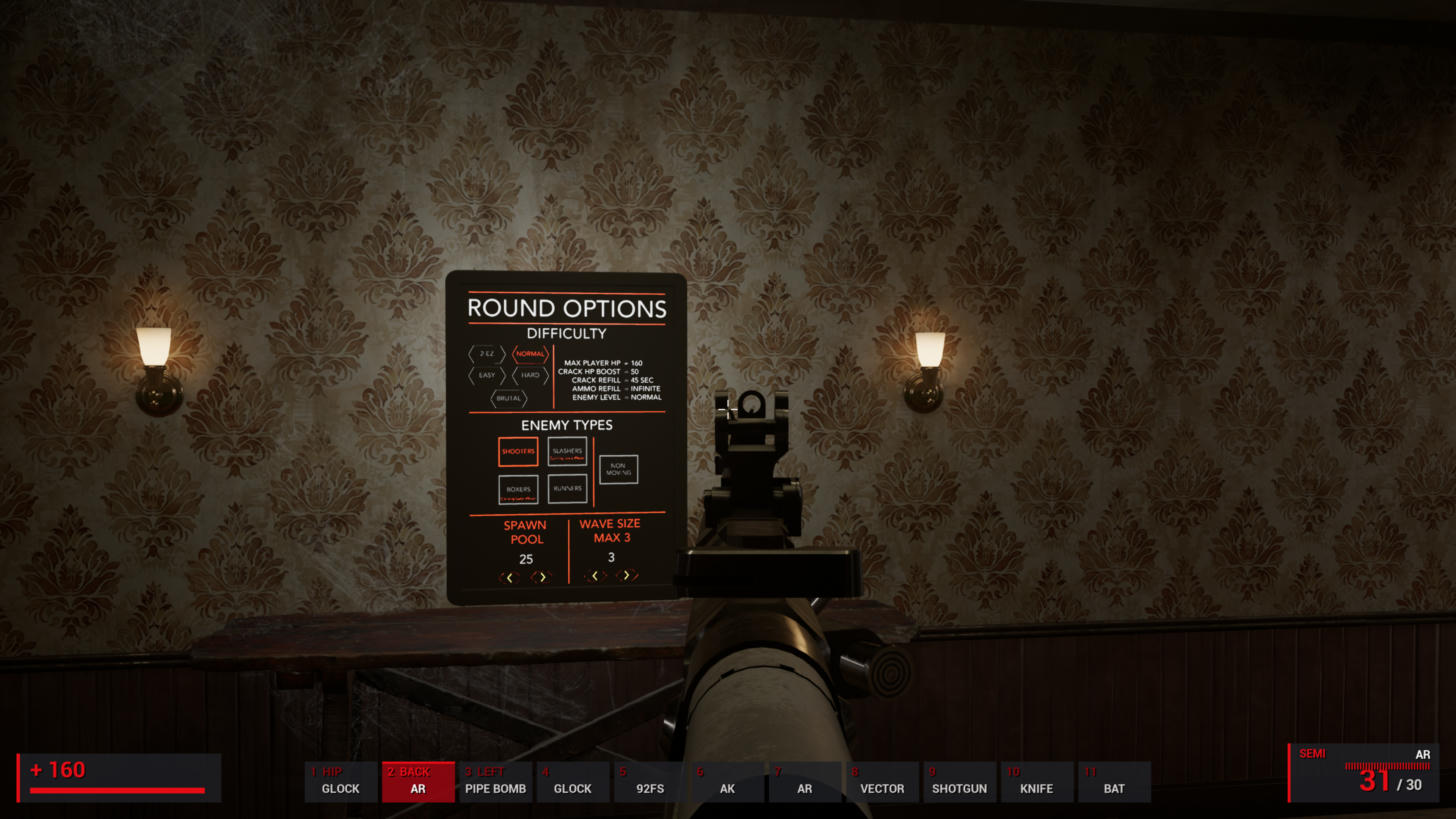 ROUND OPTIONS
DIFFICULTY
2 EZ
NORMAL
EASY
HARD
BRUTAL
MAX PLAYER HP = 160
CRACK HP BOOST = 50
CRACK REFILL = 45 SEC
AMMO REFILL = INFINITE
ENEMY LEVEL = NORMAL
ENEMY TYPES
SHOOTERS
SLASHERS
BOXERS
RUNNERS
NON
MOVING
SPAWN
POOL
25
WAVE SIZE
MAX 3
3
+ 160
1 HIP
GLOCK
2 BACK
AR
3 LEFT
PIPE BOMB
4
GLOCK
5
92FS
6
AK
7
AR
8
VECTOR
9
SHOTGUN
10
KNIFE
11
BAT
SEMI
AR
31 / 30